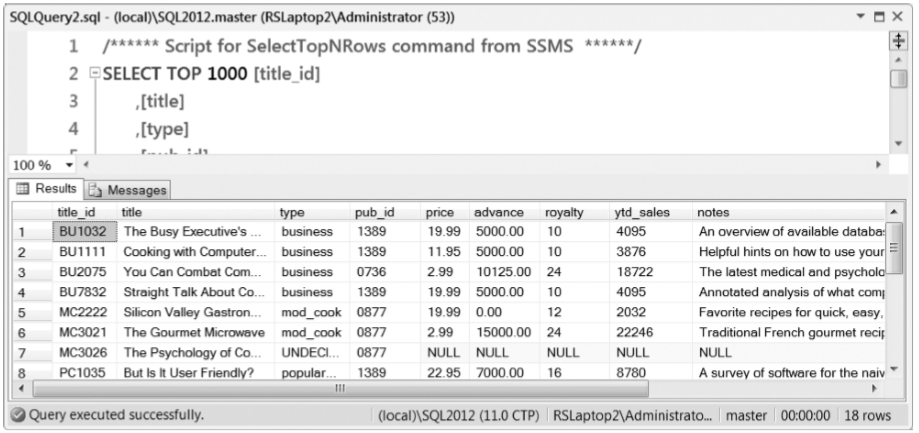 SQLQuery2.sql - (local)\SQL2012.master (RSLaptop2\Administrator (53))
1 /****** Script for SelectTopNRows command from SSMS ******/
2 SELECT TOP 1000 [title_id]
3 ,[title]
4 ,[type]
100 %
Results Messages
title_id title type pub_id price advance royalty ytd_sales notes
1 BU1032 The Busy Executive's ... business 1389 19.99 5000.00 10 4095 An overview of available databas
2 BU1111 Cooking with Computer... business 1389 11.95 5000.00 10 3876 Helpful hints on how to use your
3 BU2075 You Can Combat Com... business 0736 2.99 10125.00 24 18722 The latest medical and psycholo
4 BU7832 Straight Talk About Co... business 1389 19.99 5000.00 10 4095 Annotated analysis of what comp
5 MC2222 Silicon Valley Gastron... mod_cook 0877 19.99 0.00 12 2032 Favorite recipes for quick, easy,
6 MC3021 The Gourmet Microwave mod_cook 0877 2.99 15000.00 24 22246 Traditional French gourmet recip
7 MC3026 The Psychology of Co... UNDECI... 0877 NULL NULL NULL NULL NULL
8 PC1035 But Is It User Friendly? popular... 1389 22.95 7000.00 16 8780 A survey of software for the naiv
Query executed successfully. (local)\SQL2012 (11.0 CTP) RSLaptop2\Administrato... master 00:00:00 18 rows